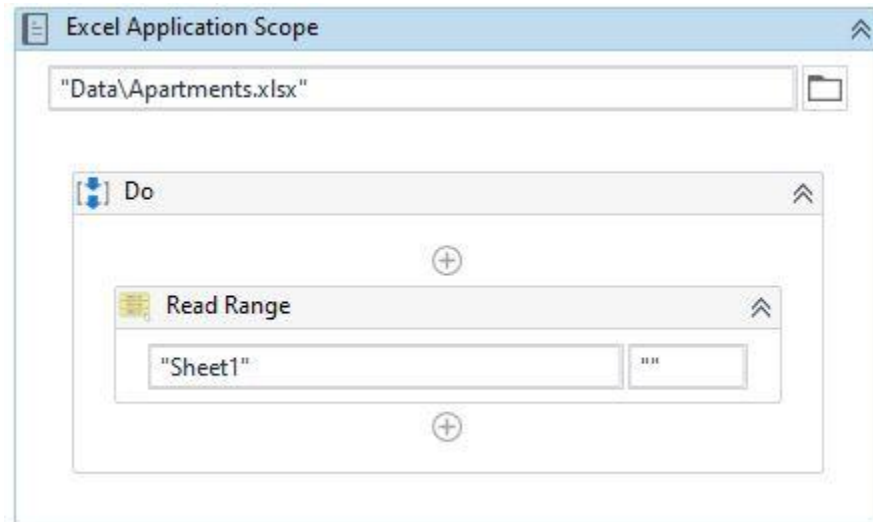 Excel Application Scope
"Data\Apartments.xlsx"
Do
Read Range
"Sheet1" ""